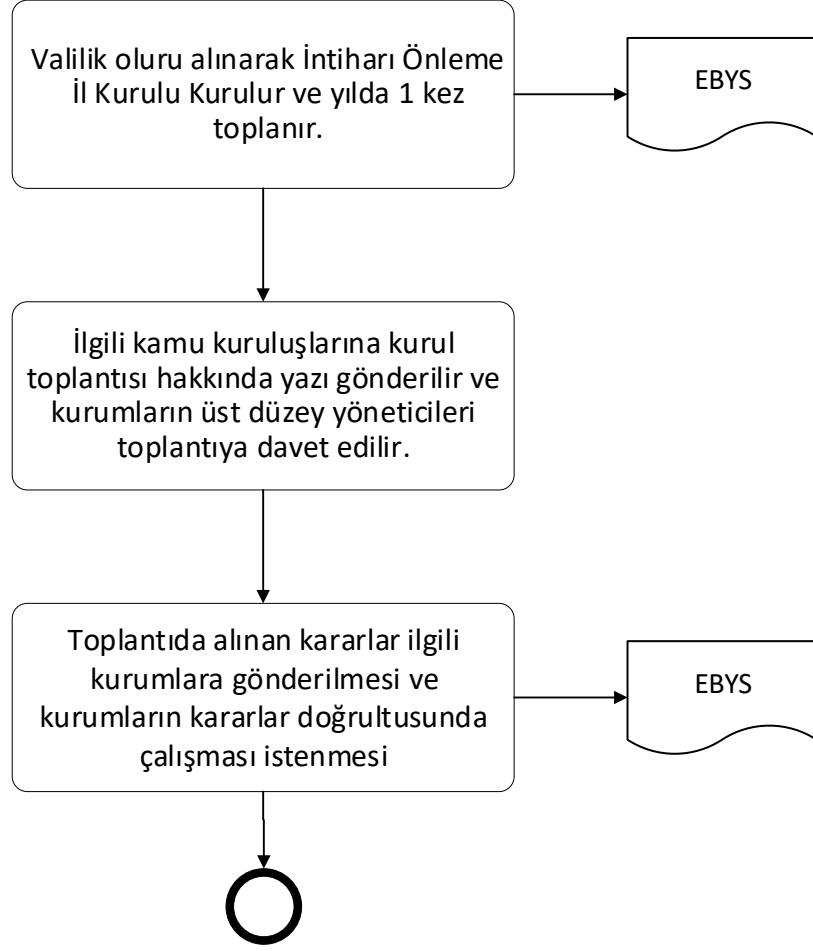 Valilik oluru alınarak İntiharı Önleme
İl Kurulu Kurulur ve yılda 1 kez
toplanır.
EBYS
İlgili kamu kuruluşlarına kurul
toplantısı hakkında yazı gönderilir ve
kurumların üst düzey yöneticileri
toplantıya davet edilir.
Toplantıda alınan kararlar ilgili
kurumlara gönderilmesi ve
kurumların kararlar doğrultusunda
çalışması istenmesi
EBYS